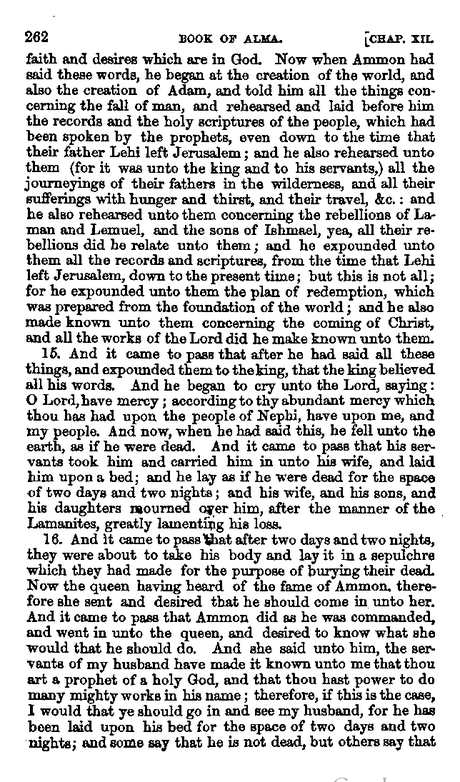 262 BOOK OF ALMA. [CHAP. XII.
faith and desires which are in God. Now when Ammon had
said these words, he began at the creation of the world, and
also the creation of Adam, and told him all the things con-
cerning the fall of man, and rehearsed and laid before him
the records and the holy scriptures of the people, which had
been spoken by the prophets, even down to the time that
their father Lehi left Jerusalem; and he also rehearsed unto
them (for it was unto the king and to his servants,) all the
journeyings of their fathers in the wilderness, and all their
sufferings with hunger and thirst, and their travel, &c.: and
he also rehearsed unto them concerning the rebellions of La-
man and Lemuel, and the sons of Ishmael, yea, all their re-
bellions did he relate unto them; and he expounded unto
them all the records and scriptures, from the time that Lehi
left Jerusalem, down to the present time; but this is not all;
for he expounded unto them the plan of redemption, which
was prepared from the foundation of the world; and he also
made known unto them concerning the coming of Christ,
and all the works of the Lord did he make known unto them.
15. And it came to pass that after he had said all these
things, and expounded them to the king, that the king believed
all his words. And he began to cry unto the Lord, saying:
O Lord, have mercy; according to thy abundant mercy which
thou has had upon the people of Nephi, have upon me, and
my people. And now, when he had said this, he fell unto the
earth, as if he were dead. And it came to pass that his ser-
vants took him and carried him in unto his wife, and laid
him upon a bed; and he lay as if he were dead for the space
of two days and two nights; and his wife, and his sons, and
his daughters mourned over him, after the manner of the
Lamanites, greatly lamenting his loss.
16. And it came to pass that after two days and two nights,
they were about to take his body and lay it in a sepulchre
which they had made for the purpose of burying their dead.
Now the queen having heard of the fame of Ammon, there-
fore she sent and desired that he should come in unto her.
And it came to pass that Ammon did as he was commanded,
and went in unto the queen, and desired to know what she
would that he should do. And she said unto him, the ser-
vants of my husband have made it known unto me that thou
art a prophet of a holy God, and that thou hast power to do
many mighty works in his name; therefore, if this is the case,
I would that ye should go in and see my husband, for he has
been laid upon his bed for the space of two days and two
nights; and some say that he is not dead, but others say that